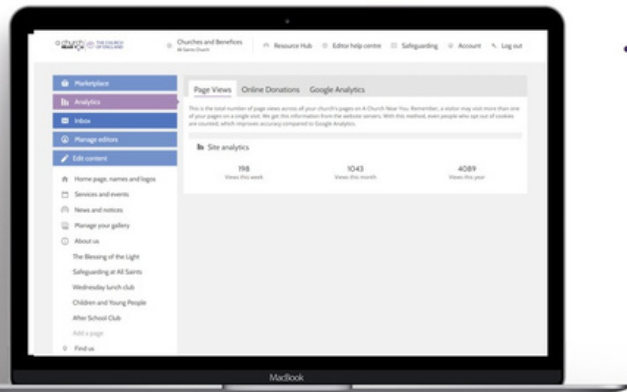 a church
near you
THE CHURCH
OF ENGLAND
Churches and Benefices
All Saints Church
Resource Hub
Editor help centre
Safeguarding
Account
Log out
Marketplace
Analytics
Inbox
Manage editors
Edit content
Home page, names and logos
Services and events
News and notices
Manage your gallery
About us
The Blessing of the Light
Safeguarding at All Saints
Wednesday lunch club
Children and Young People
After School Club
Add a page
Find us
Page Views Online Donations Google Analytics
This is the total number of page views across all your church's pages on A Church Near You. Remember, a visitor may visit more than one
of your pages on a single visit. We get this information from the website servers. With this method, even people who opt out of cookies
are counted, which improves accuracy compared to Google Analytics.
Site analytics
198 1043 4089
Views this week Views this month Views this year
MacBook